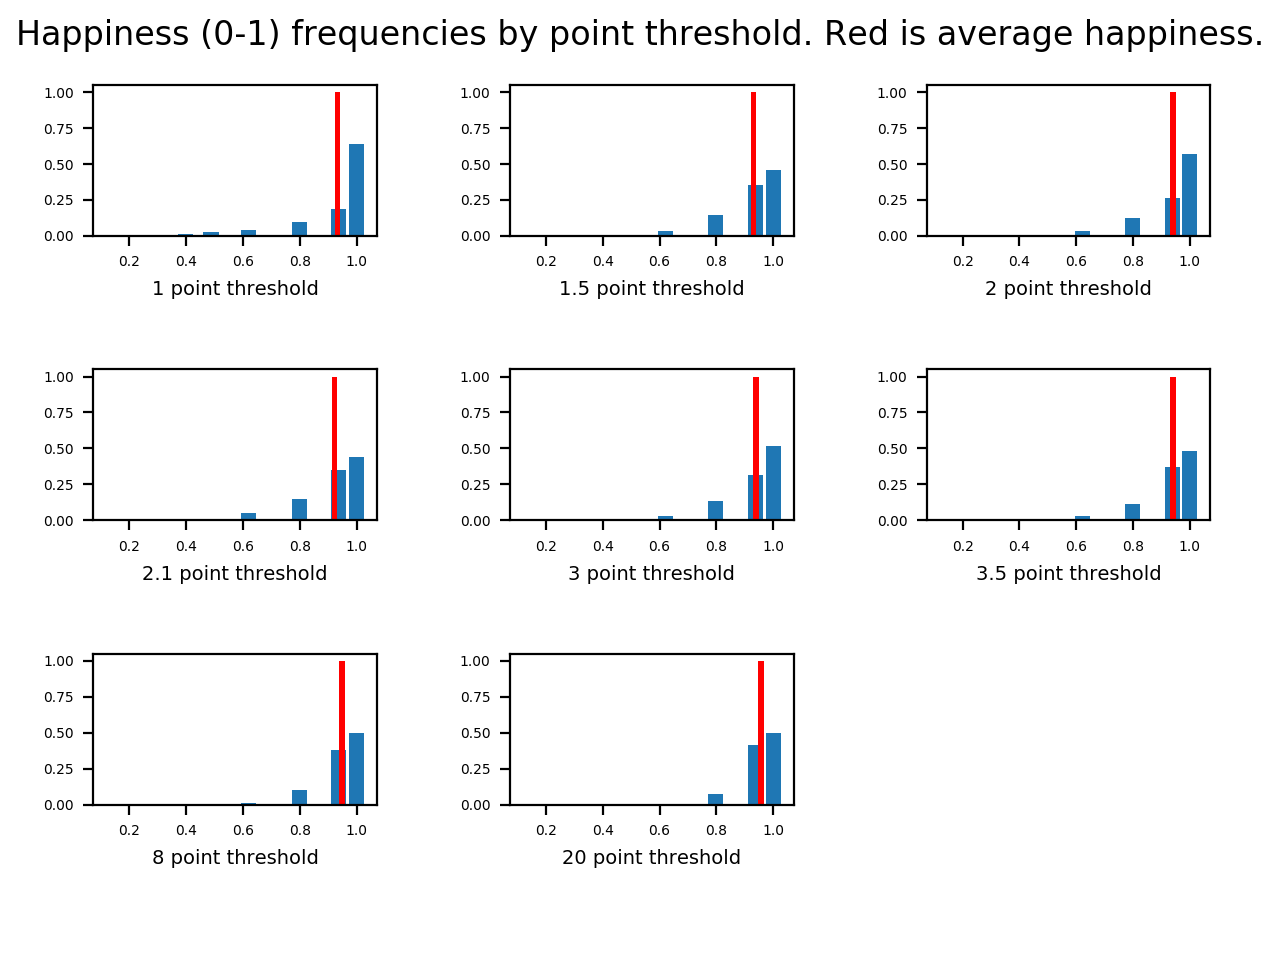 Happiness (0-1) frequencies by point threshold. Red is average happiness.
1.00 1.00 1.00
0.75 0.75 0.75
0.50 0.50 0.50
0.25 0.25 0.25
0.00 0.00 0.00
0.2 0.4 0.6 0.8 1.0 0.2 0.4 0.6 0.8 1.0 0.2 0.4 0.6 0.8 1.0
1 point threshold 1.5 point threshold 2 point threshold
1.00 1.00 1.00
0.75 0.75 0.75
0.50 0.50 0.50
0.25 0.25 0.25
0.00 0.00 0.00
0.2 0.4 0.6 0.8 1.0 0.2 0.4 0.6 0.8 1.0 0.2 0.4 0.6 0.8 1.0
2.1 point threshold 3 point threshold 3.5 point threshold
1.00 1.00
0.75 0.75
0.50 0.50
0.25 0.25
0.00 0.00
0.2 0.4 0.6 0.8 1.0 0.2 0.4 0.6 0.8 1.0
8 point threshold 20 point threshold